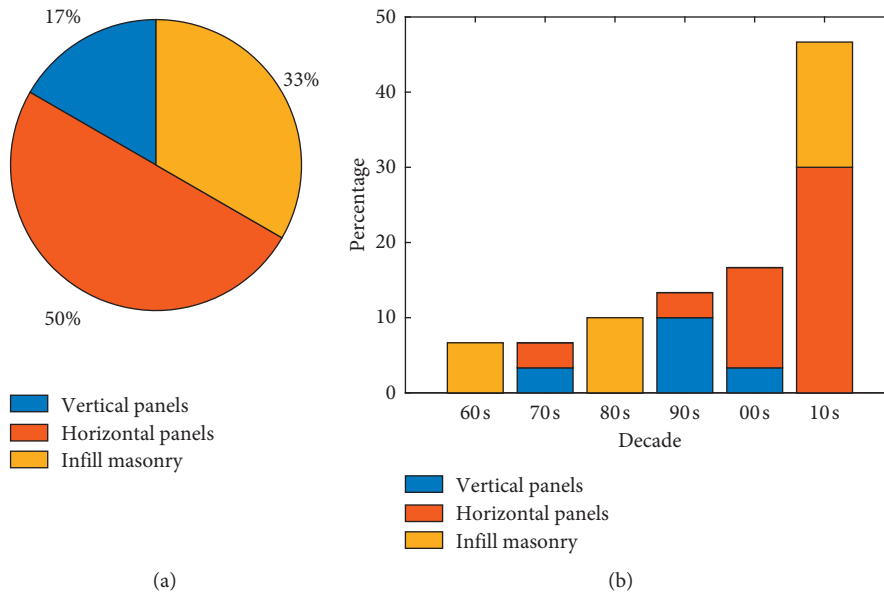 17%
33%
50%
Vertical panels
Horizontal panels
Infill masonry
(a)
50
40
30
20
10
0
Percentage
60 s
70 s
80 s
90 s
00 s
10 s
Decade
Vertical panels
Horizontal panels
Infill masonry
(b)